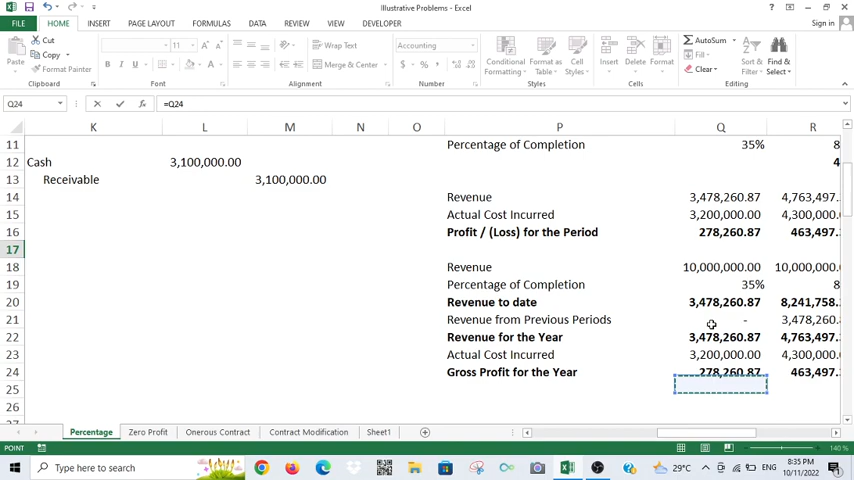 Illustrative Problems - Excel
Sign in
FILE HOME INSERT PAGE LAYOUT FORMULAS DATA REVIEW VIEW DEVELOPER
Paste
Cut
Copy
Format Painter
Clipboard
11
B I U
Font
Wrap Text
Merge & Center
Alignment
Accounting
$ % ,
Number
Conditional Formatting
Format as Table
Cell Styles
Styles
Insert Delete Format
Cells
AutoSum
Fill
Clear
Sort & Filter
Find & Select
Editing
Q24 =Q24
K L M N O P Q R
11 Percentage of Completion 35% 8
12 Cash 3,100,000.00 4
13 Receivable 3,100,000.00
14 Revenue 3,478,260.87 4,763,497.
15 Actual Cost Incurred 3,200,000.00 4,300,000.
16 Profit / (Loss) for the Period 278,260.87 463,497.
17
18 Revenue 10,000,000.00 10,000,000.
19 Percentage of Completion 35% 8
20 Revenue to date 3,478,260.87 8,241,758.
21 Revenue from Previous Periods - 3,478,260.
22 Revenue for the Year 3,478,260.87 4,763,497.
23 Actual Cost Incurred 3,200,000.00 4,300,000.
24 Gross Profit for the Year 278,260.87 463,497.
25
26
Percentage Zero Profit Onerous Contract Contract Modification Sheet1
POINT 140 %
Type here to search
29°C
ENG
8:35 PM
10/11/2022